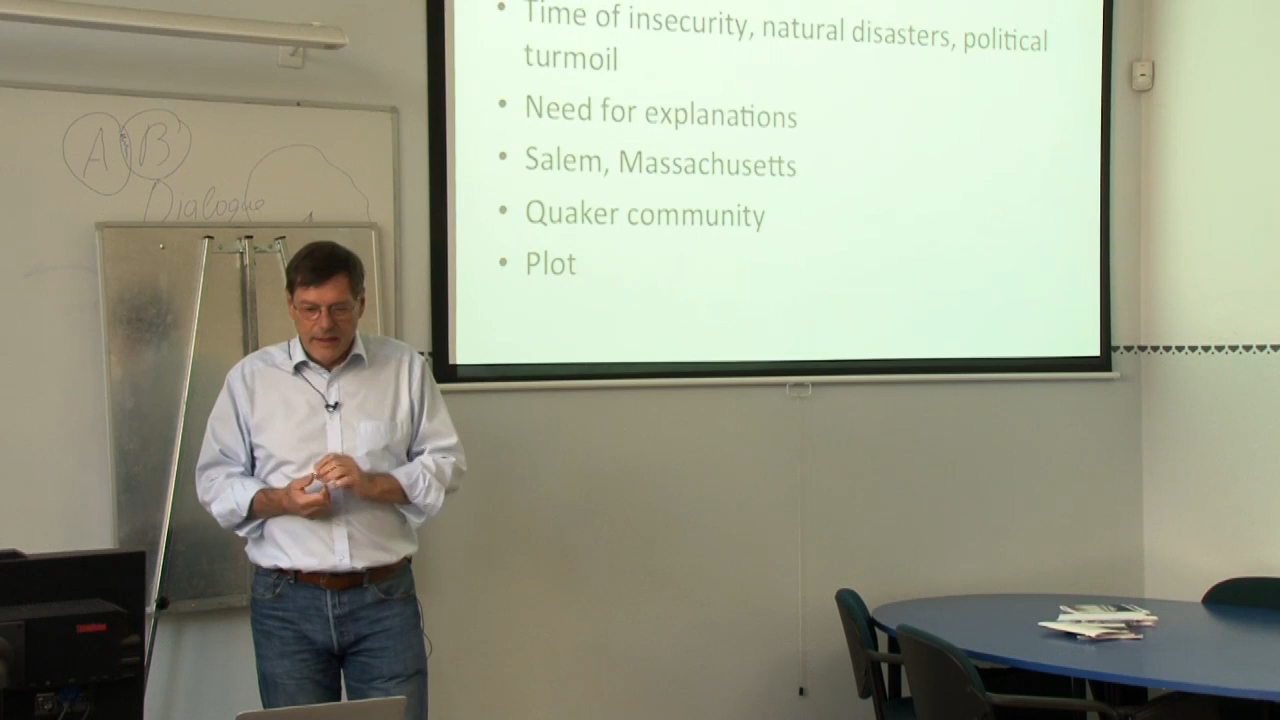 • Time of insecurity, natural disasters, political
turmoil
• Need for explanations
• Salem, Massachusetts
• Quaker community
• Plot
A B
Dialogue